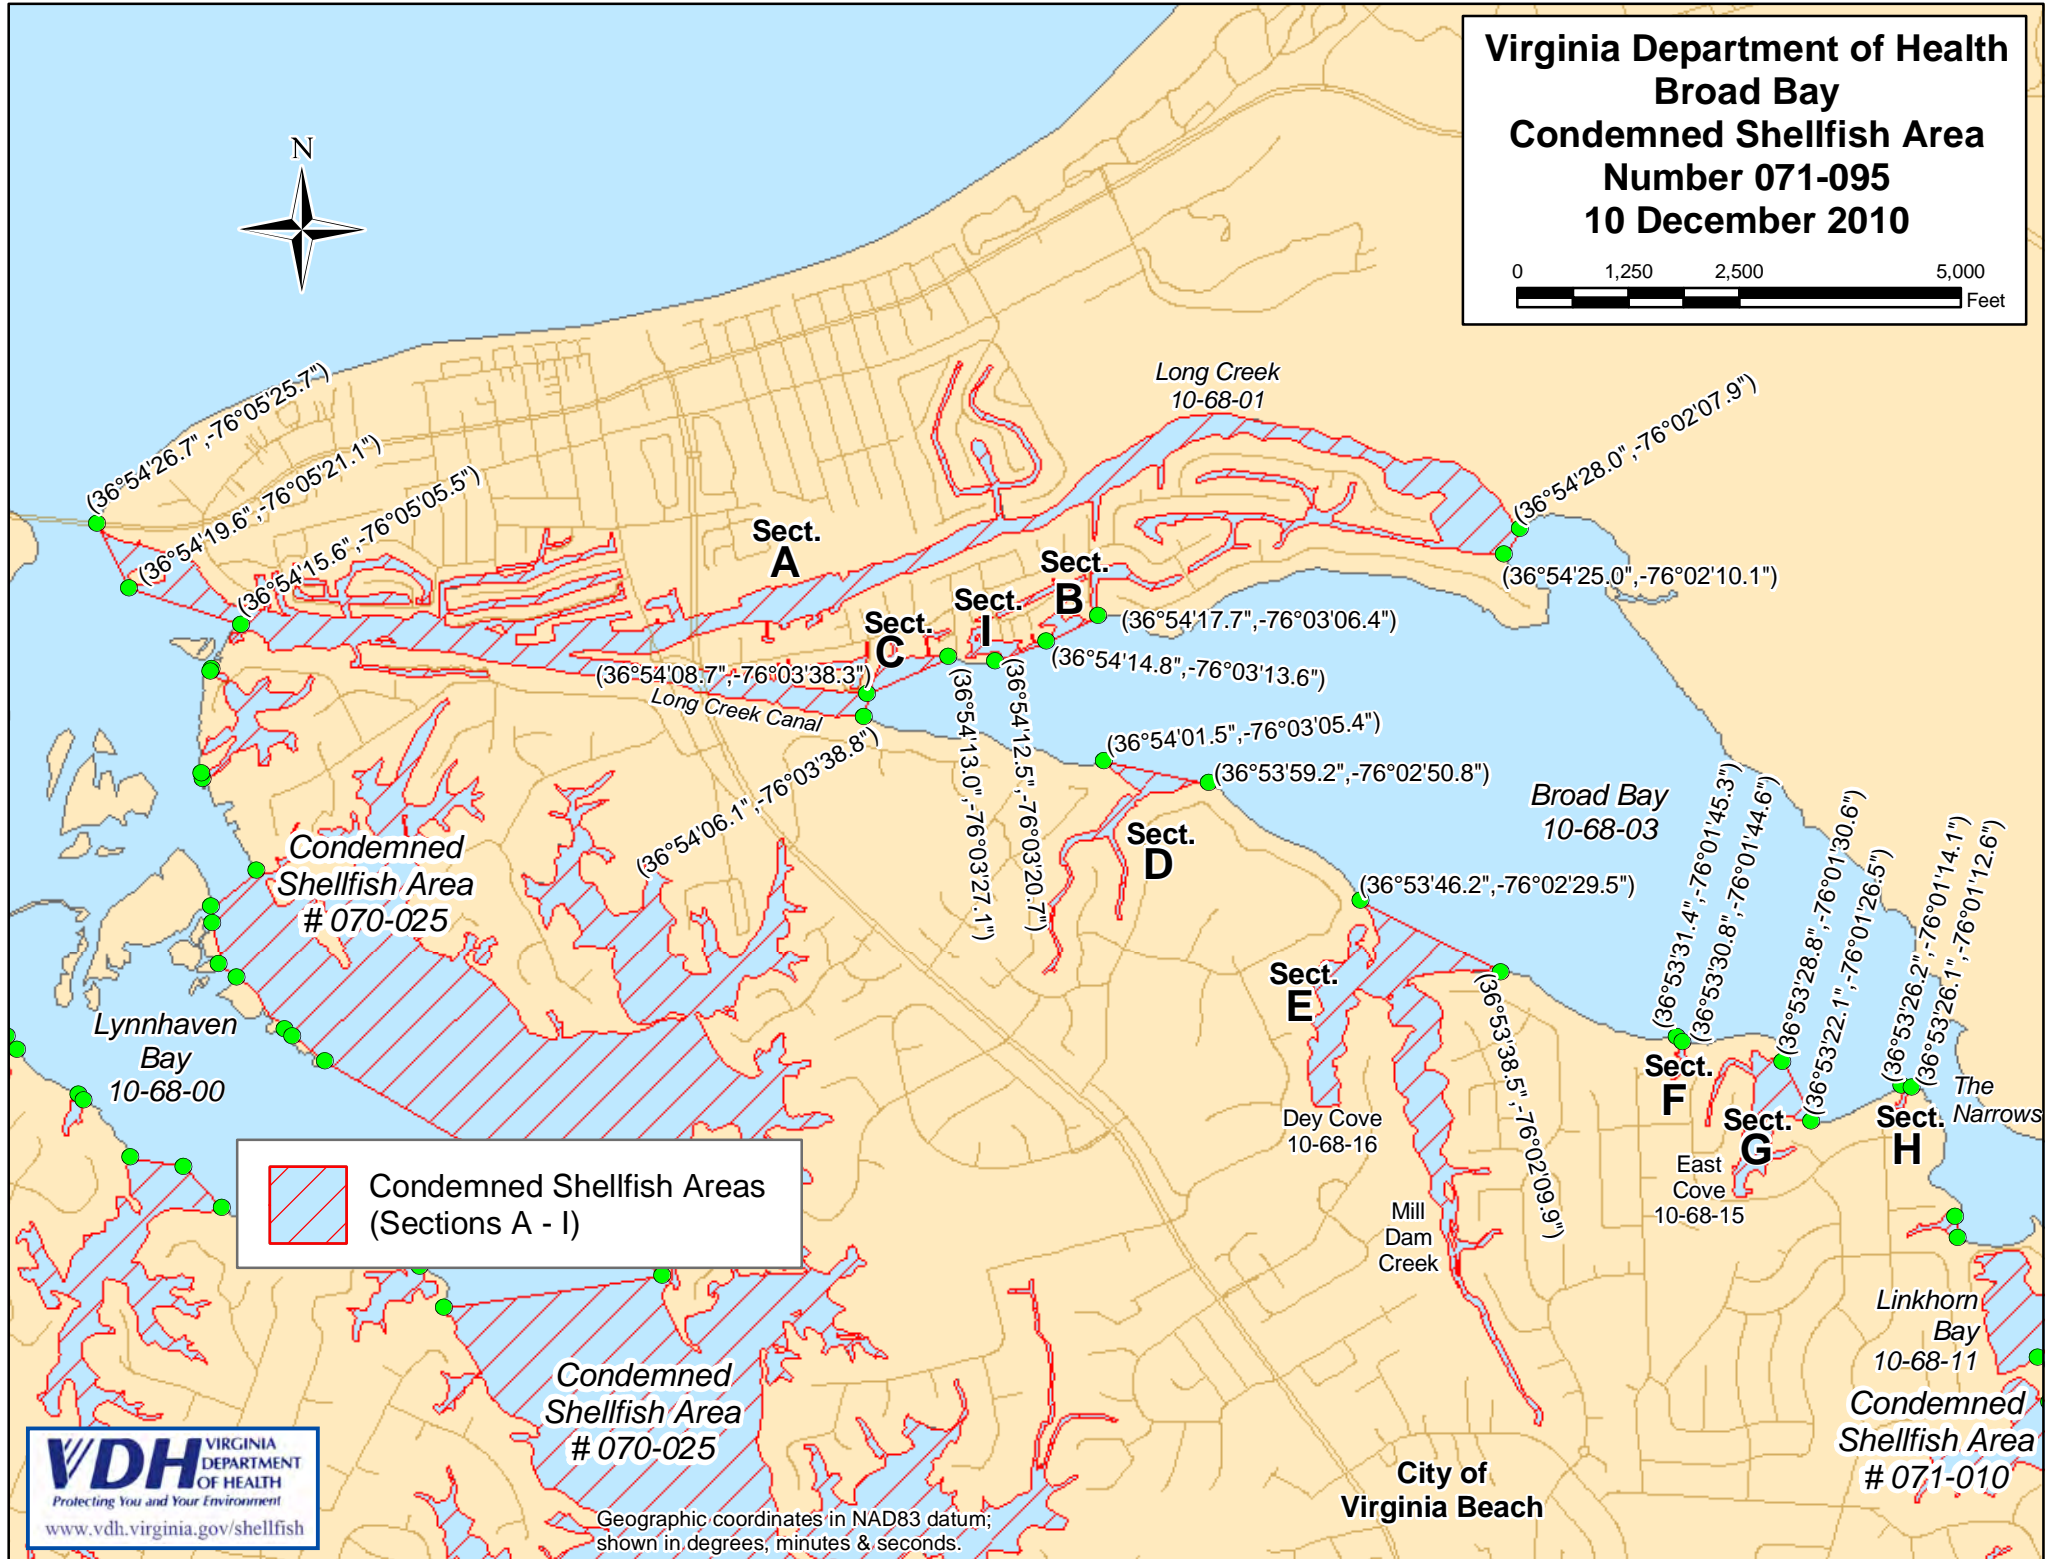 Virginia Department of Health
Broad Bay
Condemned Shellfish Area
Number 071-095
10 December 2010
0 1,250 2,500 5,000
Feet
N
(36°54'26.7",-76°05'25.7")
(36°54'19.6",-76°05'21.1")
(36°54'15.6",-76°05'05.5")
Long Creek
10-68-01
(36°54'28.0",-76°02'07.9")
(36°54'25.0",-76°02'10.1")
Sect.
A
Sect.
B
Sect.
I
Sect.
C
(36°54'17.7",-76°03'06.4")
(36°54'14.8",-76°03'13.6")
(36°54'08.7",-76°03'38.3")
Long Creek Canal
(36°54'06.1",-76°03'38.8")
(36°54'13.0",-76°03'27.1")
(36°54'12.5",-76°03'20.7")
(36°54'01.5",-76°03'05.4")
(36°53'59.2",-76°02'50.8")
Sect.
D
Broad Bay
10-68-03
(36°53'46.2",-76°02'29.5")
(36°53'31.4",-76°01'45.3")
(36°53'30.8",-76°01'44.6")
(36°53'28.8",-76°01'30.6")
(36°53'22.1",-76°01'26.5")
(36°53'26.2",-76°01'14.1")
(36°53'26.1",-76°01'12.6")
Condemned
Shellfish Area
# 070-025
Sect.
E
(36°53'38.5",-76°02'09.9")
Lynnhaven
Bay
10-68-00
Sect.
F
Sect.
G
Sect.
H
The
Narrows
Dey Cove
10-68-16
East
Cove
10-68-15
Mill
Dam
Creek
Condemned Shellfish Areas
(Sections A - I)
Linkhorn
Bay
10-68-11
Condemned
Shellfish Area
# 070-025
Condemned
Shellfish Area
# 071-010
City of
Virginia Beach
VDH VIRGINIA
DEPARTMENT
OF HEALTH
Protecting You and Your Environment
www.vdh.virginia.gov/shellfish
Geographic coordinates in NAD83 datum;
shown in degrees, minutes & seconds.